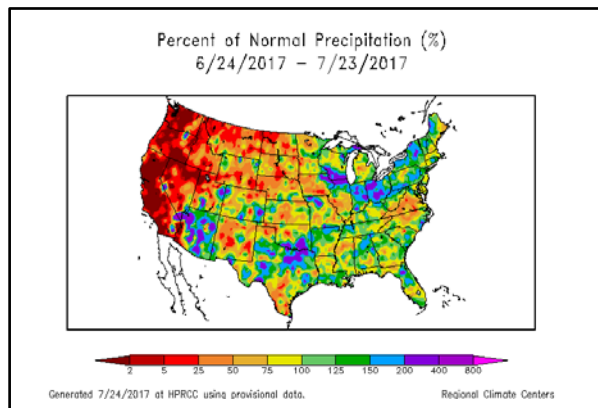 Percent of Normal Precipitation (%)
6/24/2017 – 7/23/2017
2 5 25 50 75 100 125 150 200 400 800
Generated 7/24/2017 at HPRCC using provisional data.
Regional Climate Centers